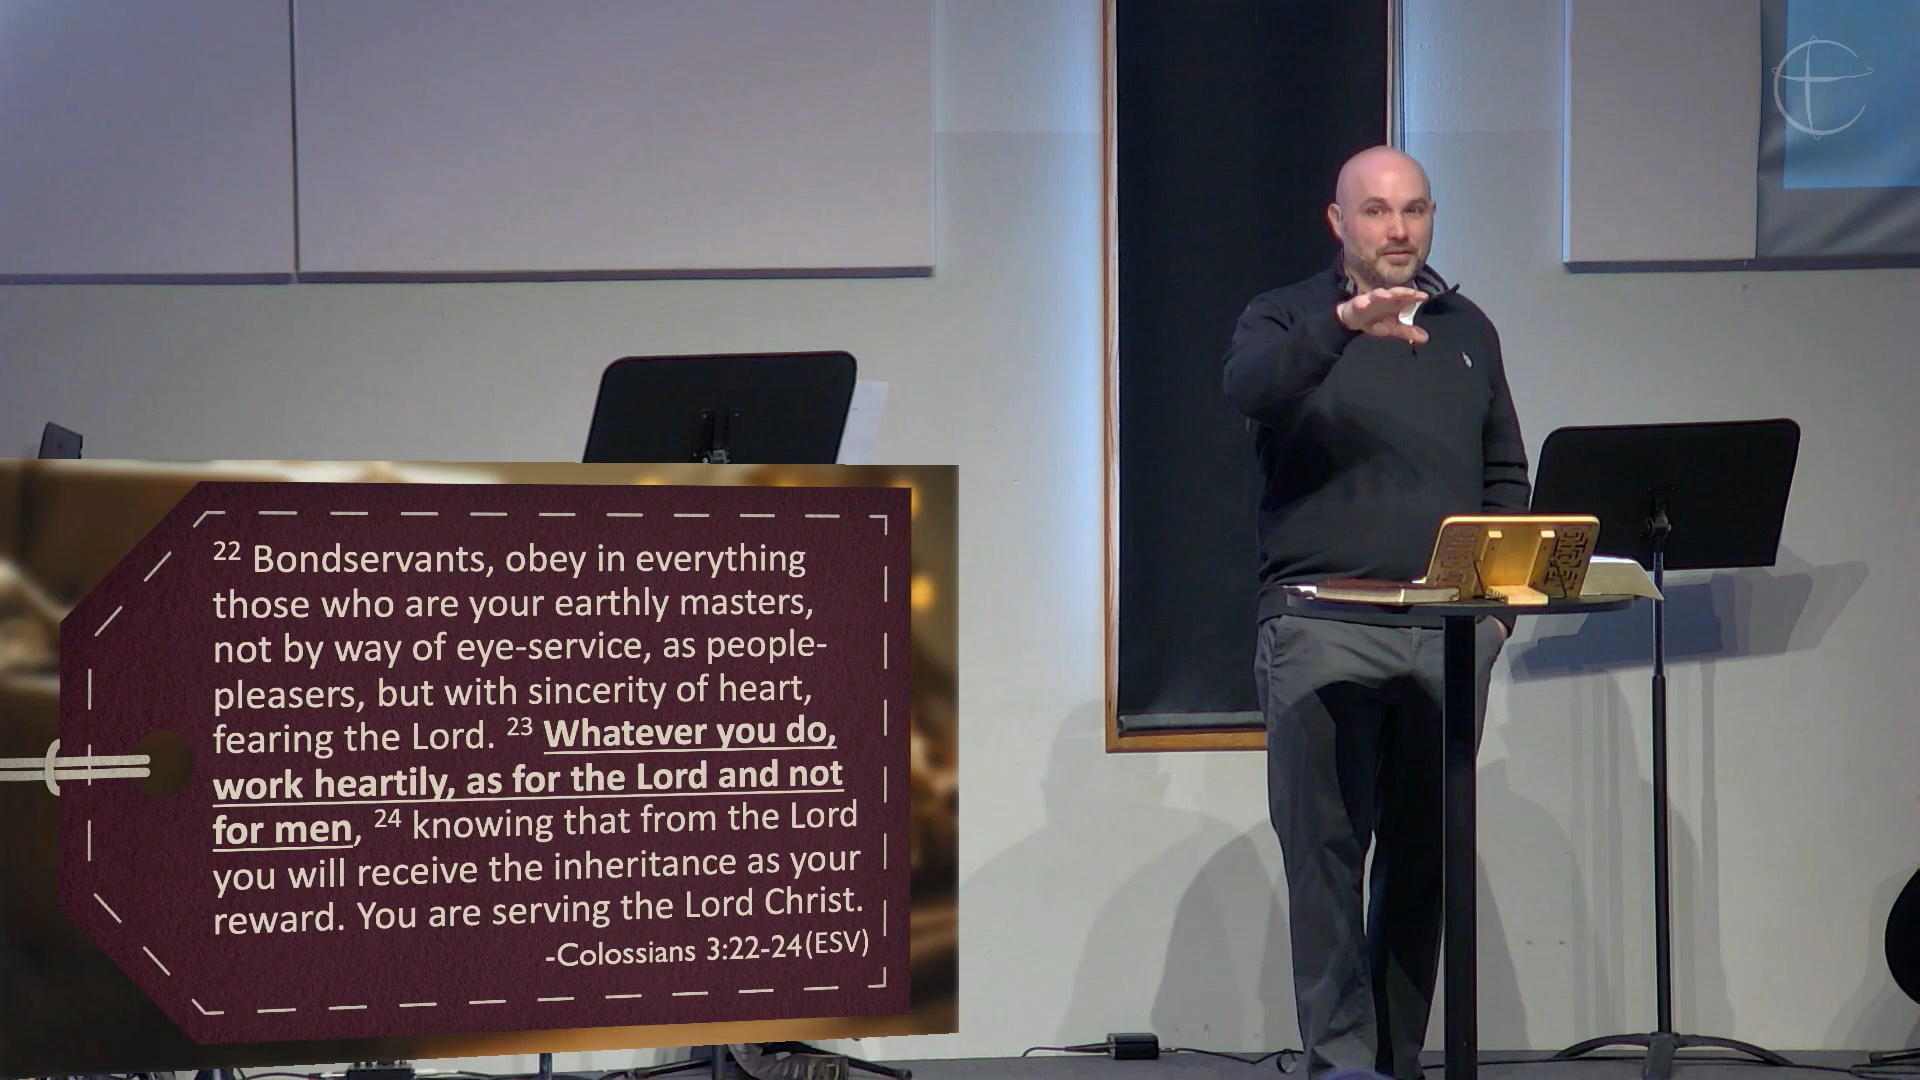 22 Bondservants, obey in everything
those who are your earthly masters,
not by way of eye-service, as people-
pleasers, but with sincerity of heart,
fearing the Lord. 23 Whatever you do,
work heartily, as for the Lord and not
for men, 24 knowing that from the Lord
you will receive the inheritance as your
reward. You are serving the Lord Christ.
-Colossians 3:22-24(ESV)